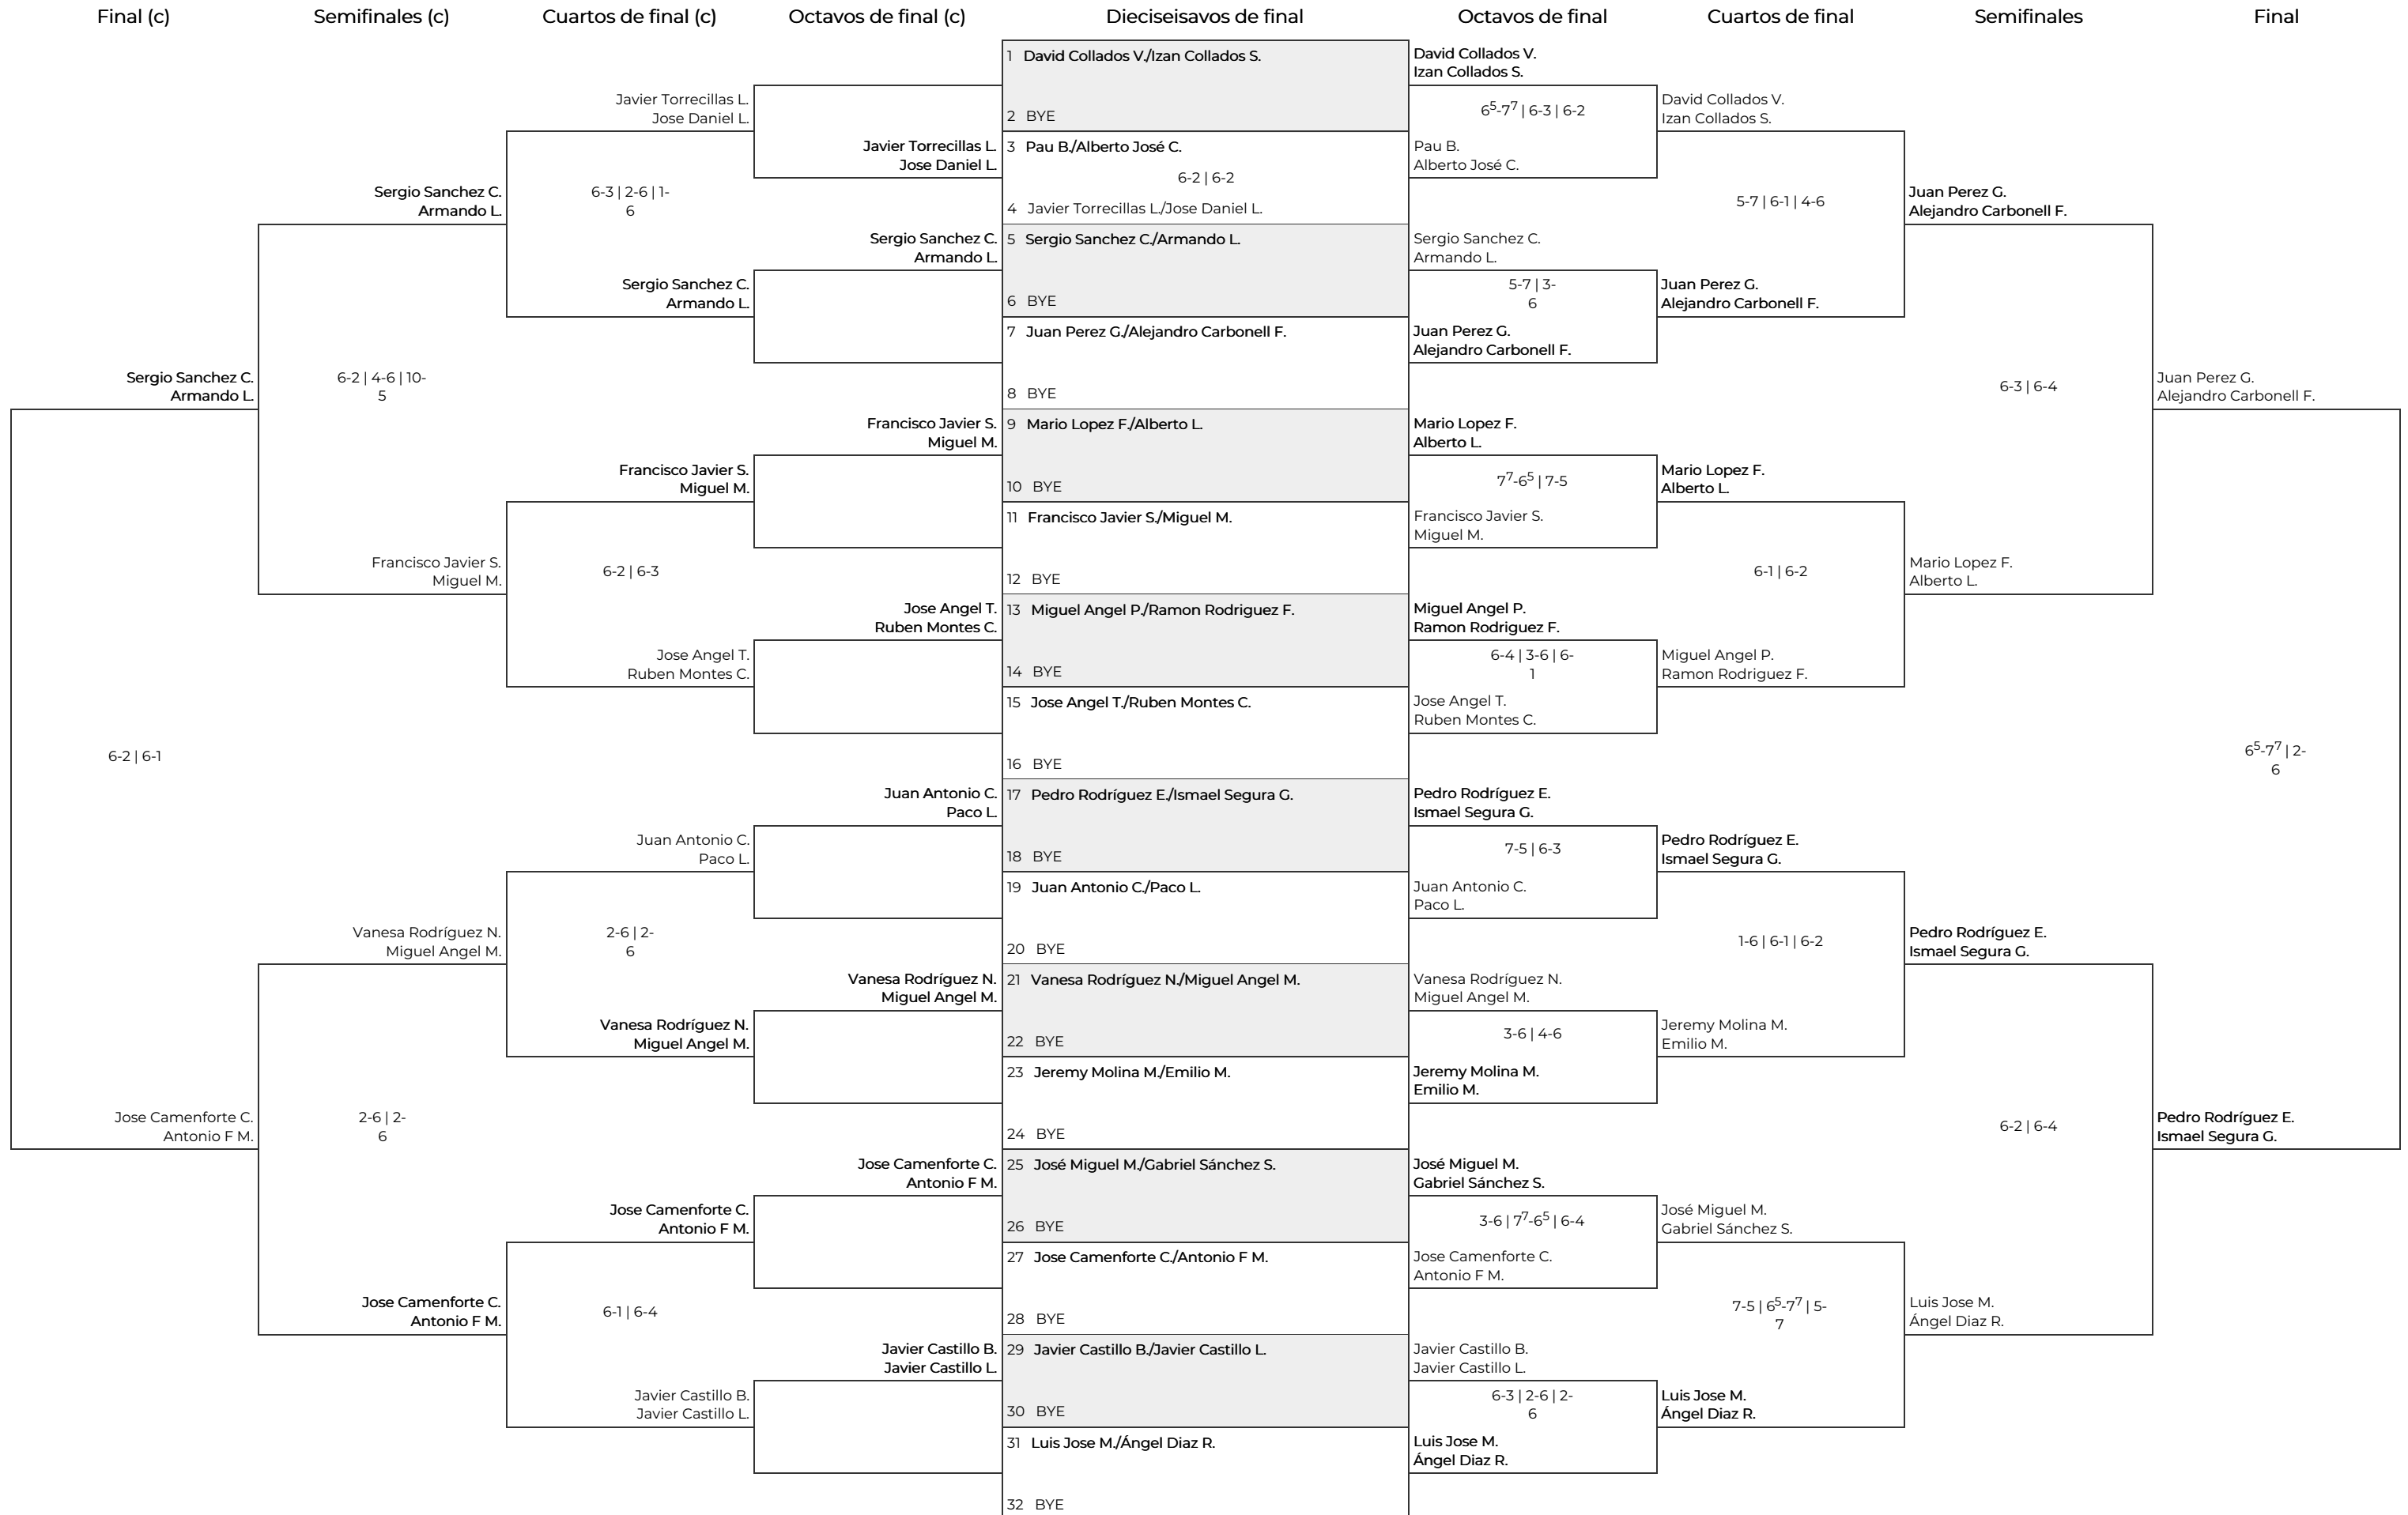 Final (c)
Semifinales (c)
Cuartos de final (c)
Octavos de final (c)
Dieciseisavos de final
Octavos de final
Cuartos de final
Semifinales
Final
Sergio Sanchez C.
Armando L.
6-2 | 6-1
Jose Camenforte C.
Antonio F M.
Sergio Sanchez C.
Armando L.
6-2 | 4-6 | 10-
5
Francisco Javier S.
Miguel M.
Vanesa Rodríguez N.
Miguel Angel M.
2-6 | 2-
6
Jose Camenforte C.
Antonio F M.
Javier Torrecillas L.
Jose Daniel L.
6-3 | 2-6 | 1-
6
Sergio Sanchez C.
Armando L.
Francisco Javier S.
Miguel M.
6-2 | 6-3
Jose Angel T.
Ruben Montes C.
Juan Antonio C.
Paco L.
2-6 | 2-
6
Vanesa Rodríguez N.
Miguel Angel M.
Jose Camenforte C.
Antonio F M.
6-1 | 6-4
Javier Castillo B.
Javier Castillo L.
Javier Torrecillas L.
Jose Daniel L.
Sergio Sanchez C.
Armando L.
Francisco Javier S.
Miguel M.
Jose Angel T.
Ruben Montes C.
Juan Antonio C.
Paco L.
Vanesa Rodríguez N.
Miguel Angel M.
Jose Camenforte C.
Antonio F M.
Javier Castillo B.
Javier Castillo L.
1 David Collados V./Izan Collados S.
2 BYE
3 Pau B./Alberto José C.
6-2 | 6-2
4 Javier Torrecillas L./Jose Daniel L.
5 Sergio Sanchez C./Armando L.
6 BYE
7 Juan Perez G./Alejandro Carbonell F.
8 BYE
9 Mario Lopez F./Alberto L.
10 BYE
11 Francisco Javier S./Miguel M.
12 BYE
13 Miguel Angel P./Ramon Rodriguez F.
14 BYE
15 Jose Angel T./Ruben Montes C.
16 BYE
17 Pedro Rodríguez E./Ismael Segura G.
18 BYE
19 Juan Antonio C./Paco L.
20 BYE
21 Vanesa Rodríguez N./Miguel Angel M.
22 BYE
23 Jeremy Molina M./Emilio M.
24 BYE
25 José Miguel M./Gabriel Sánchez S.
26 BYE
27 Jose Camenforte C./Antonio F M.
28 BYE
29 Javier Castillo B./Javier Castillo L.
30 BYE
31 Luis Jose M./Ángel Diaz R.
32 BYE
David Collados V.
Izan Collados S.
6⁵-7⁷ | 6-3 | 6-2
Pau B.
Alberto José C.
Sergio Sanchez C.
Armando L.
5-7 | 3-
6
Juan Perez G.
Alejandro Carbonell F.
Mario Lopez F.
Alberto L.
7⁷-6⁵ | 7-5
Francisco Javier S.
Miguel M.
Miguel Angel P.
Ramon Rodriguez F.
6-4 | 3-6 | 6-
1
Jose Angel T.
Ruben Montes C.
Pedro Rodríguez E.
Ismael Segura G.
7-5 | 6-3
Juan Antonio C.
Paco L.
Vanesa Rodríguez N.
Miguel Angel M.
3-6 | 4-6
Jeremy Molina M.
Emilio M.
José Miguel M.
Gabriel Sánchez S.
3-6 | 7⁷-6⁵ | 6-4
Jose Camenforte C.
Antonio F M.
Javier Castillo B.
Javier Castillo L.
6-3 | 2-6 | 2-
6
Luis Jose M.
Ángel Diaz R.
David Collados V.
Izan Collados S.
5-7 | 6-1 | 4-6
Juan Perez G.
Alejandro Carbonell F.
Mario Lopez F.
Alberto L.
6-1 | 6-2
Miguel Angel P.
Ramon Rodriguez F.
Pedro Rodríguez E.
Ismael Segura G.
1-6 | 6-1 | 6-2
Jeremy Molina M.
Emilio M.
José Miguel M.
Gabriel Sánchez S.
7-5 | 6⁵-7⁷ | 5-
7
Luis Jose M.
Ángel Diaz R.
Juan Perez G.
Alejandro Carbonell F.
6-3 | 6-4
Mario Lopez F.
Alberto L.
Pedro Rodríguez E.
Ismael Segura G.
6-2 | 6-4
Luis Jose M.
Ángel Diaz R.
Juan Perez G.
Alejandro Carbonell F.
6⁵-7⁷ | 2-
6
Pedro Rodríguez E.
Ismael Segura G.